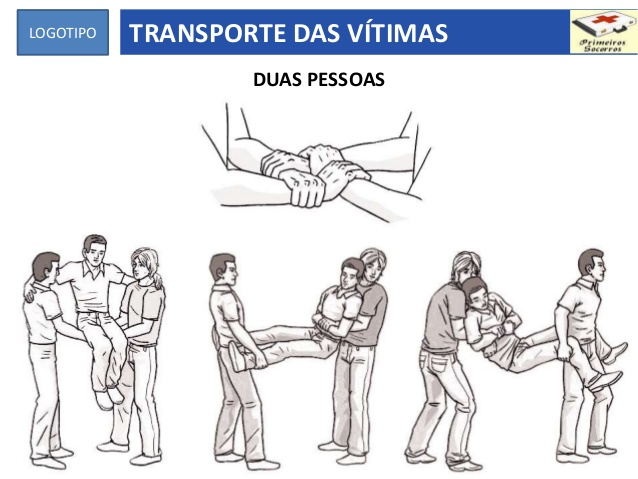 LOGOTIPO
TRANSPORTE DAS VÍTIMAS
Primeiros
Socorros
DUAS PESSOAS